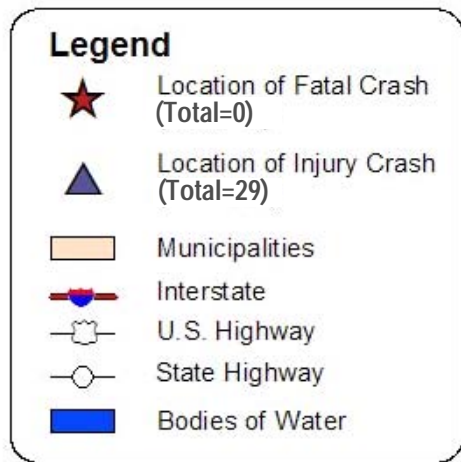 Legend
Location of Fatal Crash
(Total=0)
Location of Injury Crash
(Total=29)
Municipalities
Interstate
U.S. Highway
State Highway
Bodies of Water